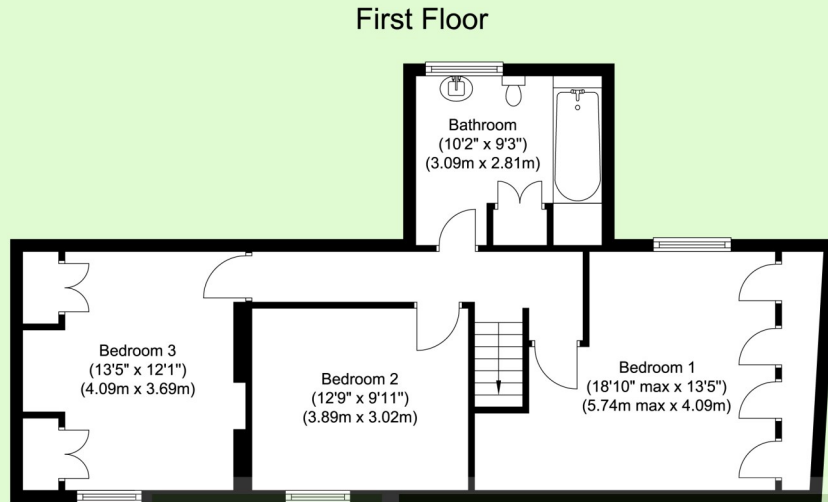 First Floor
Bathroom
(10'2" x 9'3")
(3.09m x 2.81m)
Bedroom 3
(13'5" x 12'1")
(4.09m x 3.69m)
Bedroom 2
(12'9" x 9'11")
(3.89m x 3.02m)
Bedroom 1
(18'10" max x 13'5")
(5.74m max x 4.09m)